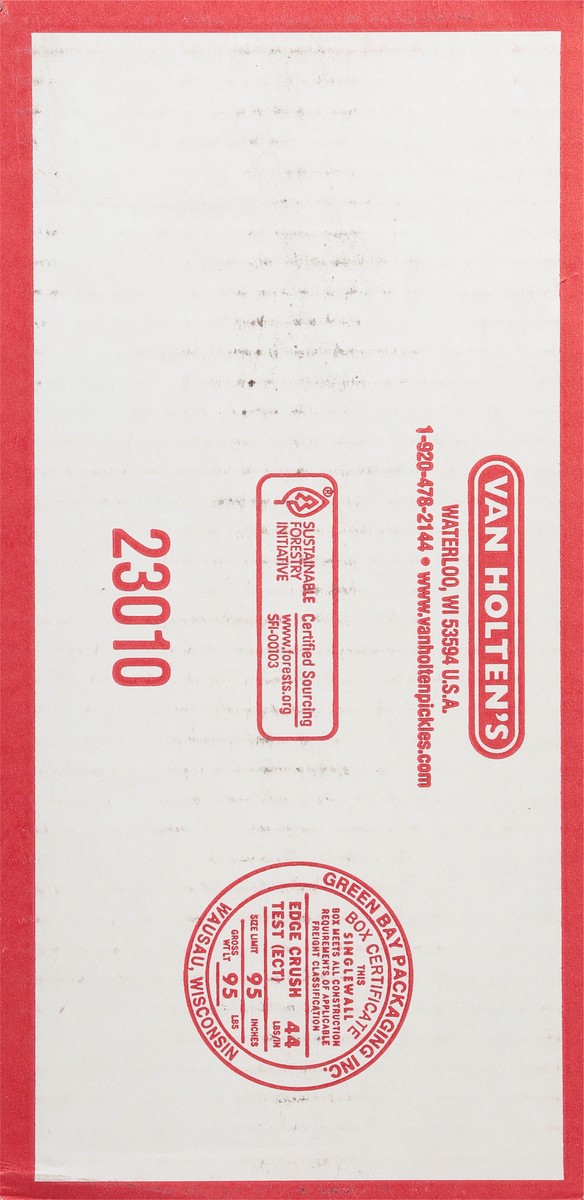 VAN HOLTEN'S
WATERLOO, WI 53594 U.S.A.
1-920-478-2144 • www.vanholtenpickles.com
®
SUSTAINABLE
FORESTRY
INITIATIVE
Certified Sourcing
www.forests.org
SFI-00103
23010
GREEN BAY PACKAGING INC.
BOX CERTIFICATE
THIS
SINGLEWALL
BOX MEETS ALL CONSTRUCTION
REQUIREMENTS OF APPLICABLE
FREIGHT CLASSIFICATION
EDGE CRUSH
TEST (ECT) 44 LBS/IN
SIZE LIMIT 95 INCHES
GROSS
WT LT 95 LBS
WAUSAU, WISCONSIN